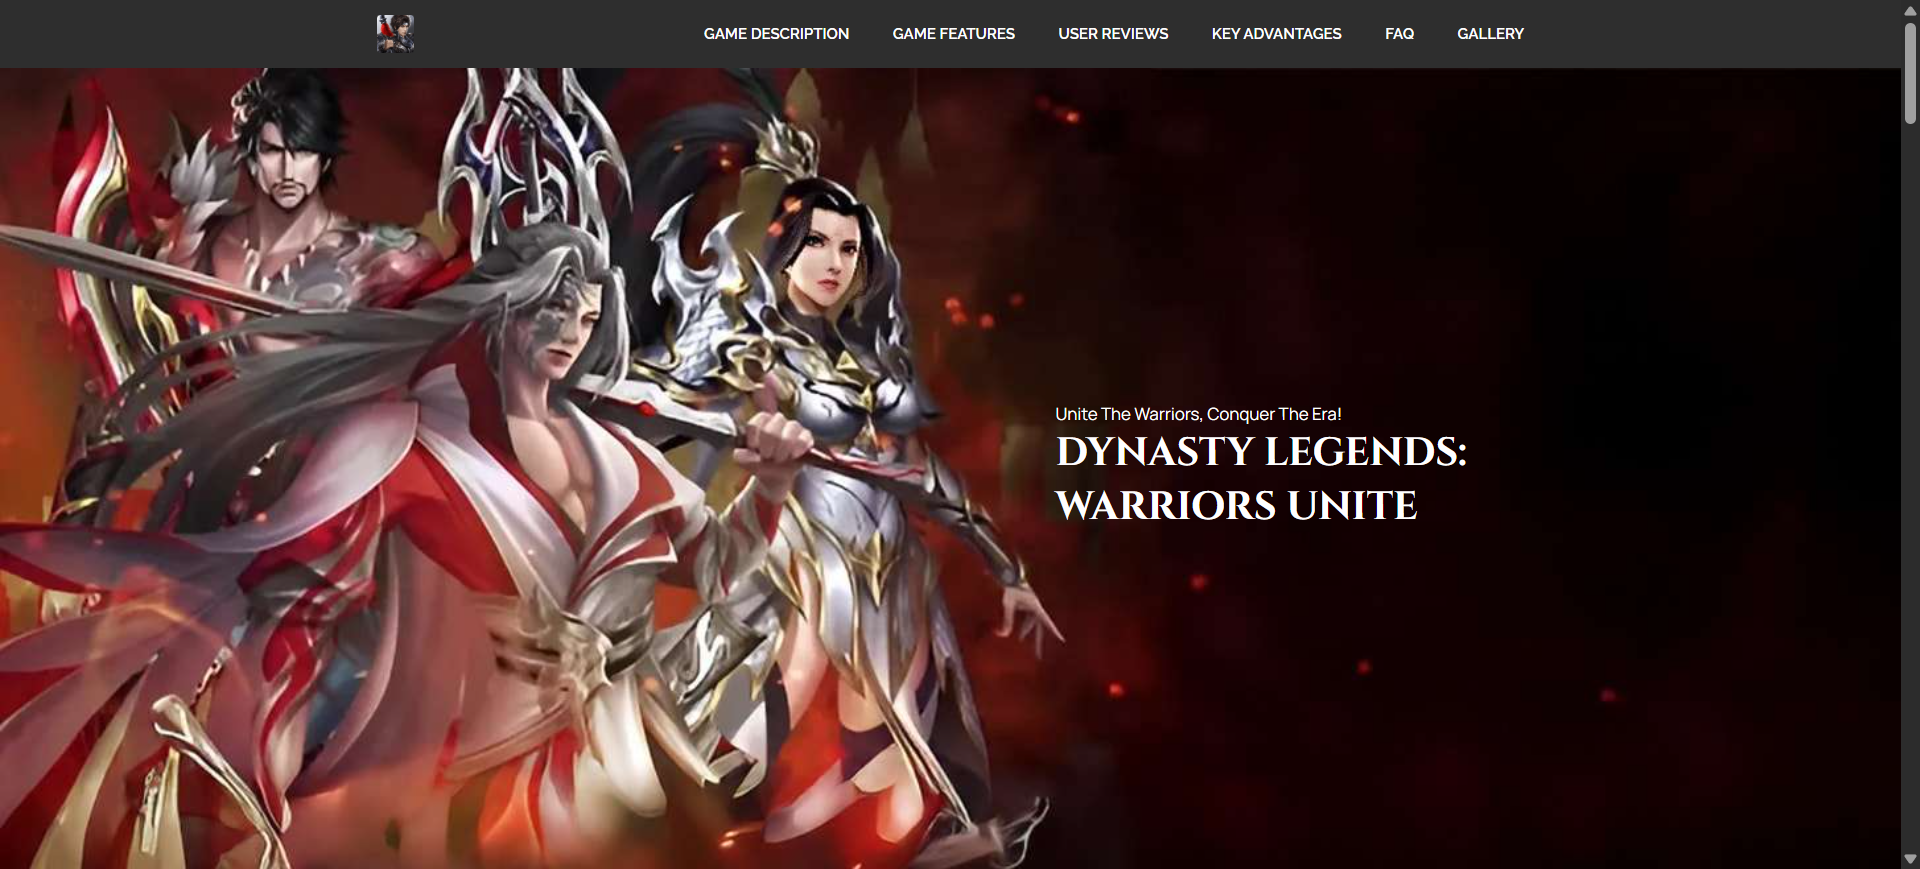 GAME DESCRIPTION GAME FEATURES USER REVIEWS KEY ADVANTAGES FAQ GALLERY
Unite The Warriors, Conquer The Era!
DYNASTY LEGENDS:
WARRIORS UNITE